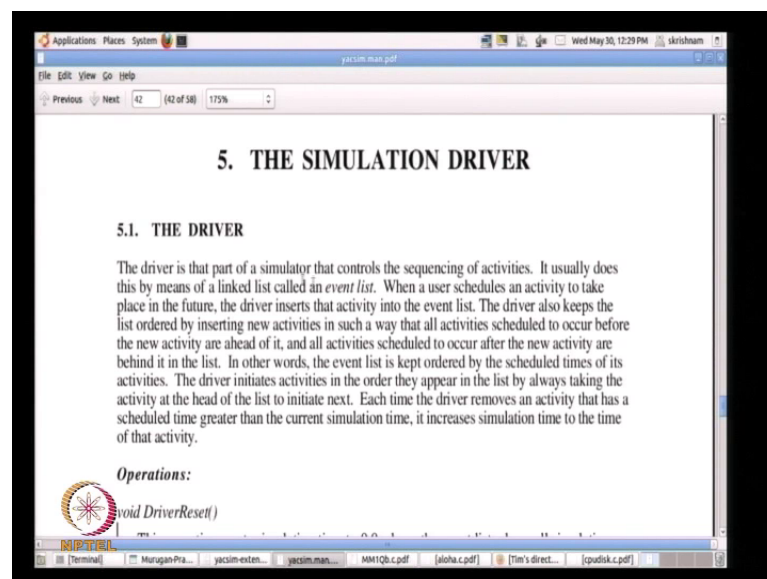 Applications Places System Wed May 30, 12:29 PM skrishnam
yacsim.man.pdf
File Edit View Go Help
Previous Next 42 (42 of 58) 175%
5. THE SIMULATION DRIVER
5.1. THE DRIVER
The driver is that part of a simulator that controls the sequencing of activities. It usually does
this by means of a linked list called an event list. When a user schedules an activity to take
place in the future, the driver inserts that activity into the event list. The driver also keeps the
list ordered by inserting new activities in such a way that all activities scheduled to occur before
the new activity are ahead of it, and all activities scheduled to occur after the new activity are
behind it in the list. In other words, the event list is kept ordered by the scheduled times of its
activities. The driver initiates activities in the order they appear in the list by always taking the
activity at the head of the list to initiate next. Each time the driver removes an activity that has a
scheduled time greater than the current simulation time, it increases simulation time to the time
of that activity.
Operations:
void DriverReset()
NPTEL
[Terminal] Murugan-Pra... yacsim-exten... yacsim.man.... MM1Qb.c.pdf [aloha.c.pdf] [Tim's direct... [cpudisk.c.pdf]